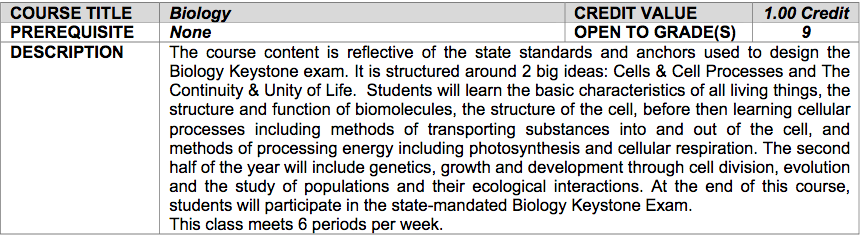 COURSE TITLE Biology CREDIT VALUE 1.00 Credit
PREREQUISITE None OPEN TO GRADE(S) 9
DESCRIPTION The course content is reflective of the state standards and anchors used to design the
Biology Keystone exam. It is structured around 2 big ideas: Cells & Cell Processes and The
Continuity & Unity of Life. Students will learn the basic characteristics of all living things, the
structure and function of biomolecules, the structure of the cell, before then learning cellular
processes including methods of transporting substances into and out of the cell, and
methods of processing energy including photosynthesis and cellular respiration. The second
half of the year will include genetics, growth and development through cell division, evolution
and the study of populations and their ecological interactions. At the end of this course,
students will participate in the state-mandated Biology Keystone Exam.
This class meets 6 periods per week.